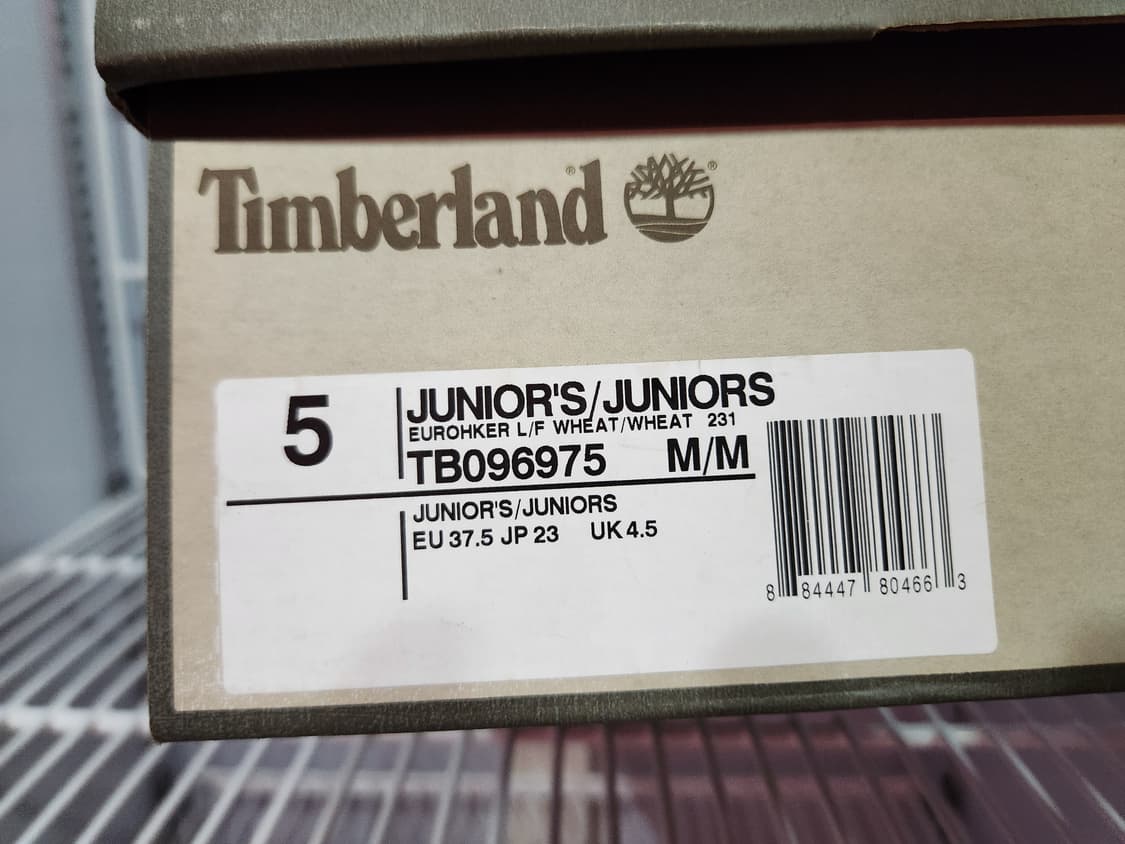 Timberland
5
JUNIOR'S/JUNIORS
EUROHKER L/F WHEAT/WHEAT 231
TB096975 M/M
JUNIOR'S/JUNIORS
EU 37.5 JP 23 UK 4.5
8 84447 80466 3